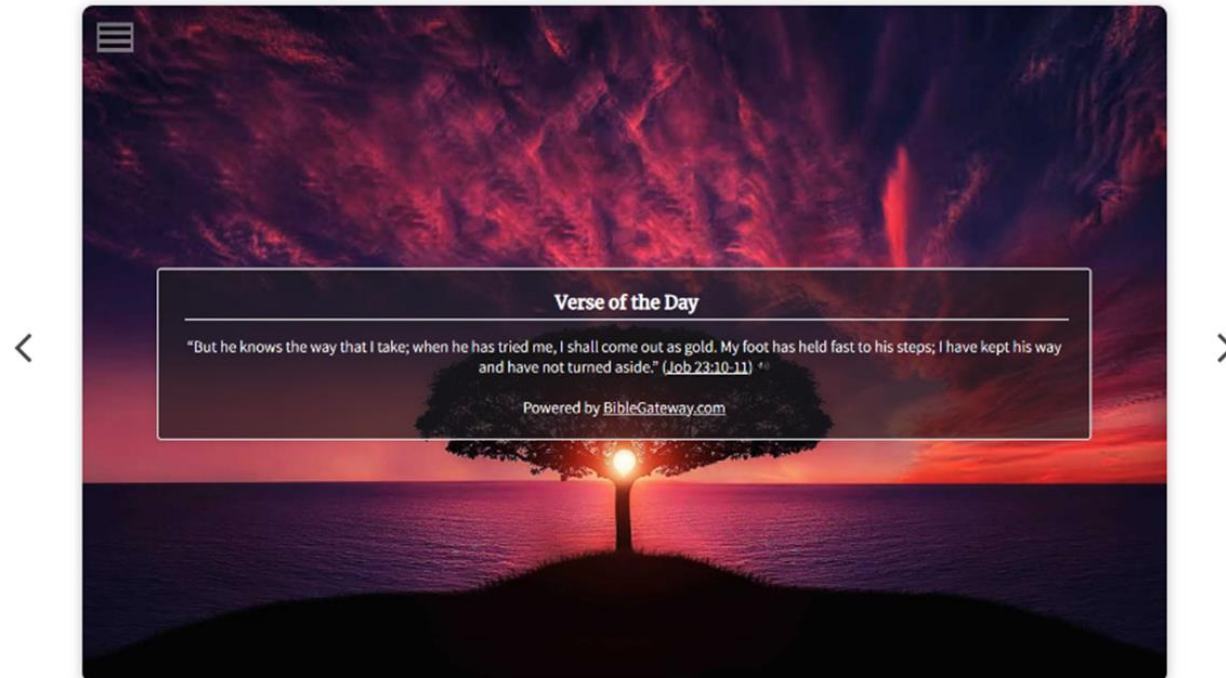 Verse of the Day
“But he knows the way that I take; when he has tried me, I shall come out as gold. My foot has held fast to his steps; I have kept his way
and have not turned aside.” (Job 23:10-11)
Powered by BibleGateway.com